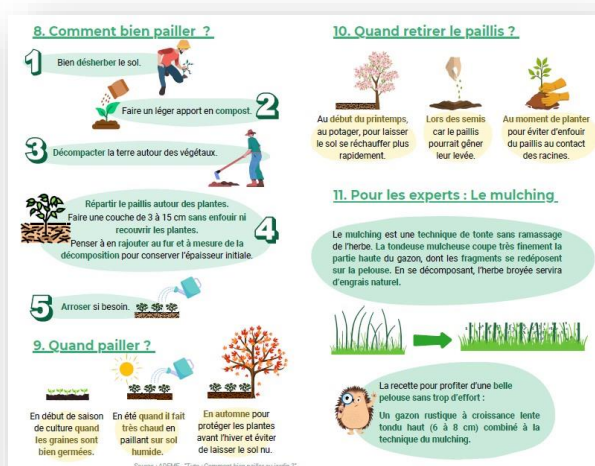 8. Comment bien pailler ?
1
Bien désherber le sol.
Faire un léger apport en compost.
2
3
Décompacter la terre autour des végétaux.
Répartir le paillis autour des plantes.
Faire une couche de 3 à 15 cm sans enfouir ni
recouvrir les plantes.
Penser à en rajouter au fur et à mesure de la
décomposition pour conserver l'épaisseur initiale.
4
5
Arroser si besoin.
9. Quand pailler ?
En début de saison
de culture quand
les graines sont
bien germées.
En été quand il fait
très chaud en
paillant sur sol
humide.
En automne pour
protéger les plantes
avant l'hiver et éviter
de laisser le sol nu.
10. Quand retirer le paillis ?
Au début du printemps,
au potager, pour laisser
le sol se réchauffer plus
rapidement.
Lors des semis
car le paillis
pourrait gêner
leur levée.
Au moment de planter
pour éviter d'enfouir
du paillis au contact
des racines.
11. Pour les experts : Le mulching
Le mulching est une technique de tonte sans ramassage
de l'herbe. La tondeuse mulcheuse coupe très finement la
partie haute du gazon, dont les fragments se redéposent
sur la pelouse. En se décomposant, l'herbe broyée servira
d'engrais naturel.
La recette pour profiter d'une belle
pelouse sans trop d'effort :
Un gazon rustique à croissance lente
tondu haut (6 à 8 cm) combiné à la
technique du mulching.